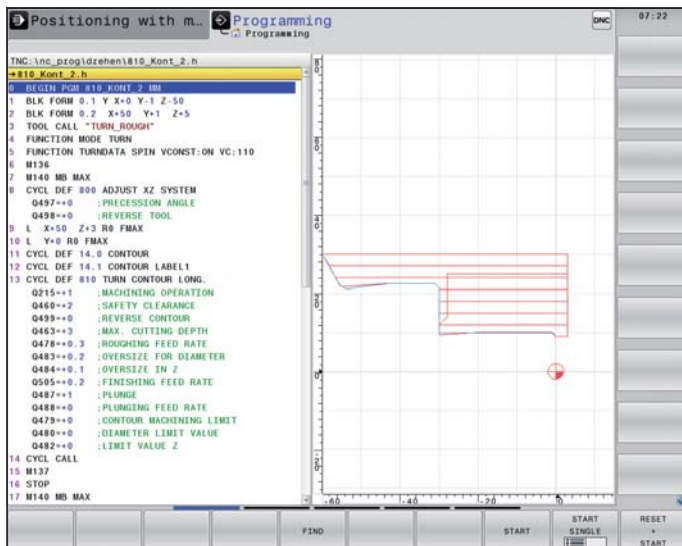 Positioning with m…
Programming
Programming
DNC
07:22
TNC:\nc_prog\drehen\810_Kont_2.h
→810_Kont_2.h
0 BEGIN PGM 810_KONT_2 MM
1 BLK FORM 0.1 Y X+0 Y-1 Z-50
2 BLK FORM 0.2 X+50 Y+1 Z+5
3 TOOL CALL "TURN_ROUGH"
4 FUNCTION MODE TURN
5 FUNCTION TURNDATA SPIN VCONST:ON VC:110
6 M136
7 M140 MB MAX
8 CYCL DEF 800 ADJUST XZ SYSTEM
Q497=+0 ;PRECESSION ANGLE
Q498=+0 ;REVERSE TOOL
9 L X+50 Z+3 R0 FMAX
10 L Y+0 R0 FMAX
11 CYCL DEF 14.0 CONTOUR
12 CYCL DEF 14.1 CONTOUR LABEL1
13 CYCL DEF 810 TURN CONTOUR LONG.
Q215=+1 ;MACHINING OPERATION
Q460=+2 ;SAFETY CLEARANCE
Q499=+0 ;REVERSE CONTOUR
Q463=+3 ;MAX. CUTTING DEPTH
Q478=+0.3 ;ROUGHING FEED RATE
Q483=+0.2 ;OVERSIZE FOR DIAMETER
Q484=+0.1 ;OVERSIZE IN Z
Q505=+0.2 ;FINISHING FEED RATE
Q487=+1 ;PLUNGE
Q488=+0 ;PLUNGING FEED RATE
Q479=+0 ;CONTOUR MACHINING LIMIT
Q480=+0 ;DIAMETER LIMIT VALUE
Q482=+0 ;LIMIT VALUE Z
14 CYCL CALL
15 M137
16 STOP
17 M140 MB MAX
-60 -40 -20 0
FIND
START
START SINGLE
RESET + START